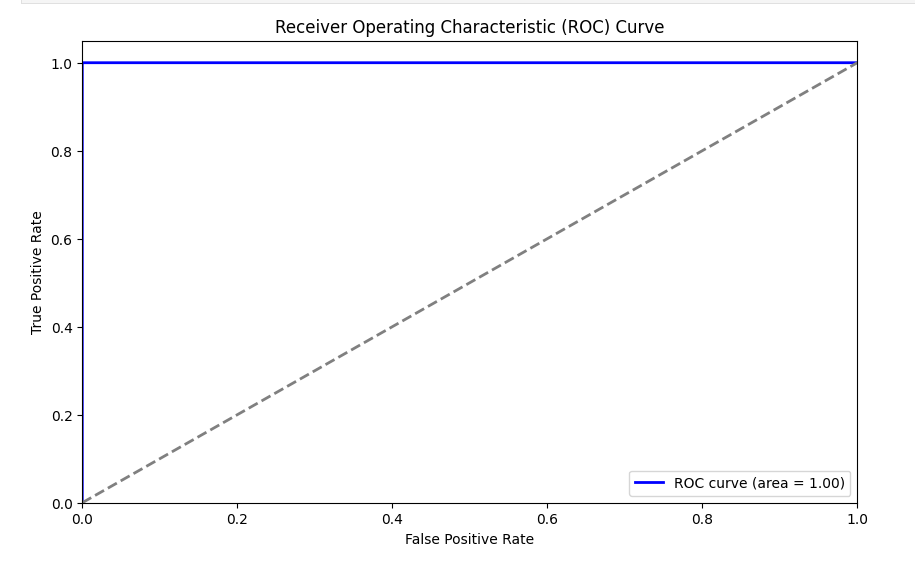 Receiver Operating Characteristic (ROC) Curve
1.0
0.8
0.6
0.4
0.2
0.0
True Positive Rate
0.0 0.2 0.4 0.6 0.8 1.0
False Positive Rate
ROC curve (area = 1.00)